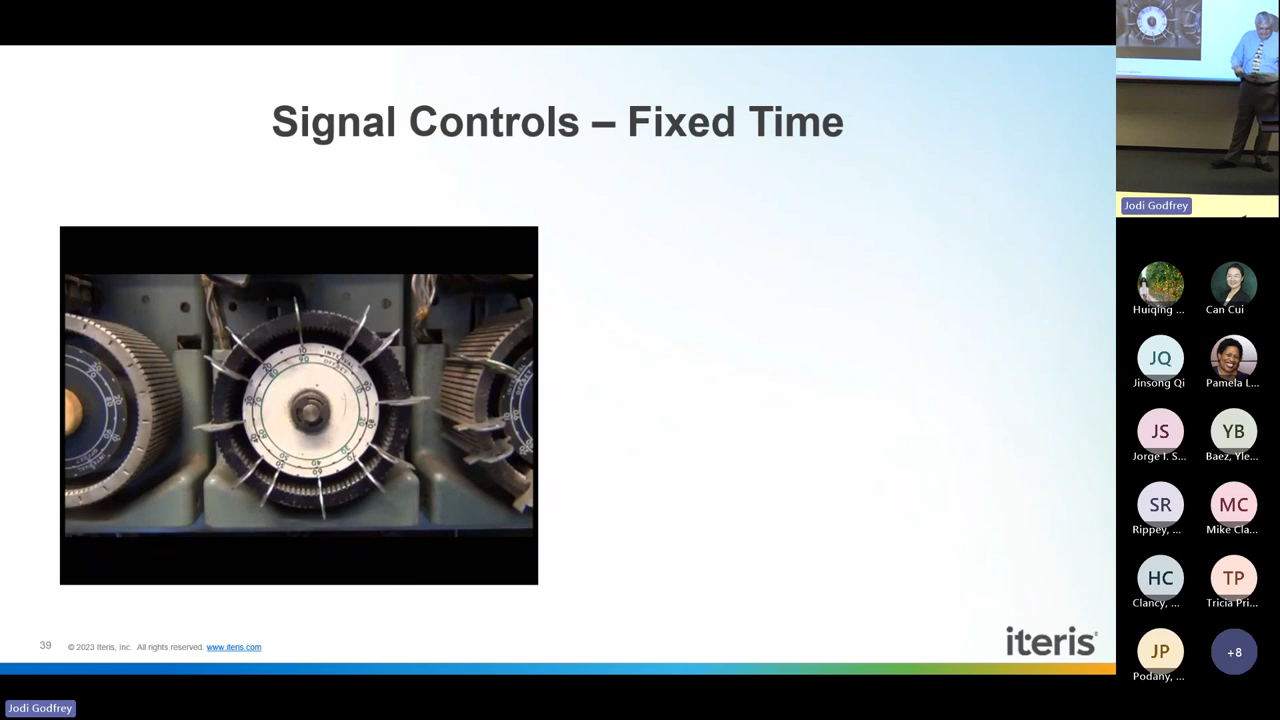 Signal Controls – Fixed Time
INTERVAL
OFFSET
39
© 2023 Iteris, Inc. All rights reserved. www.iteris.com
iteris
Jodi Godfrey
Jodi Godfrey
Huiqing ...
Can Cui
JQ
Jinsong Qi
Pamela L...
JS
Jorge I. S...
YB
Baez, Yle...
SR
Rippey, ...
MC
Mike Cla...
HC
Clancy, ...
TP
Tricia Pri...
JP
Podany, ...
+8